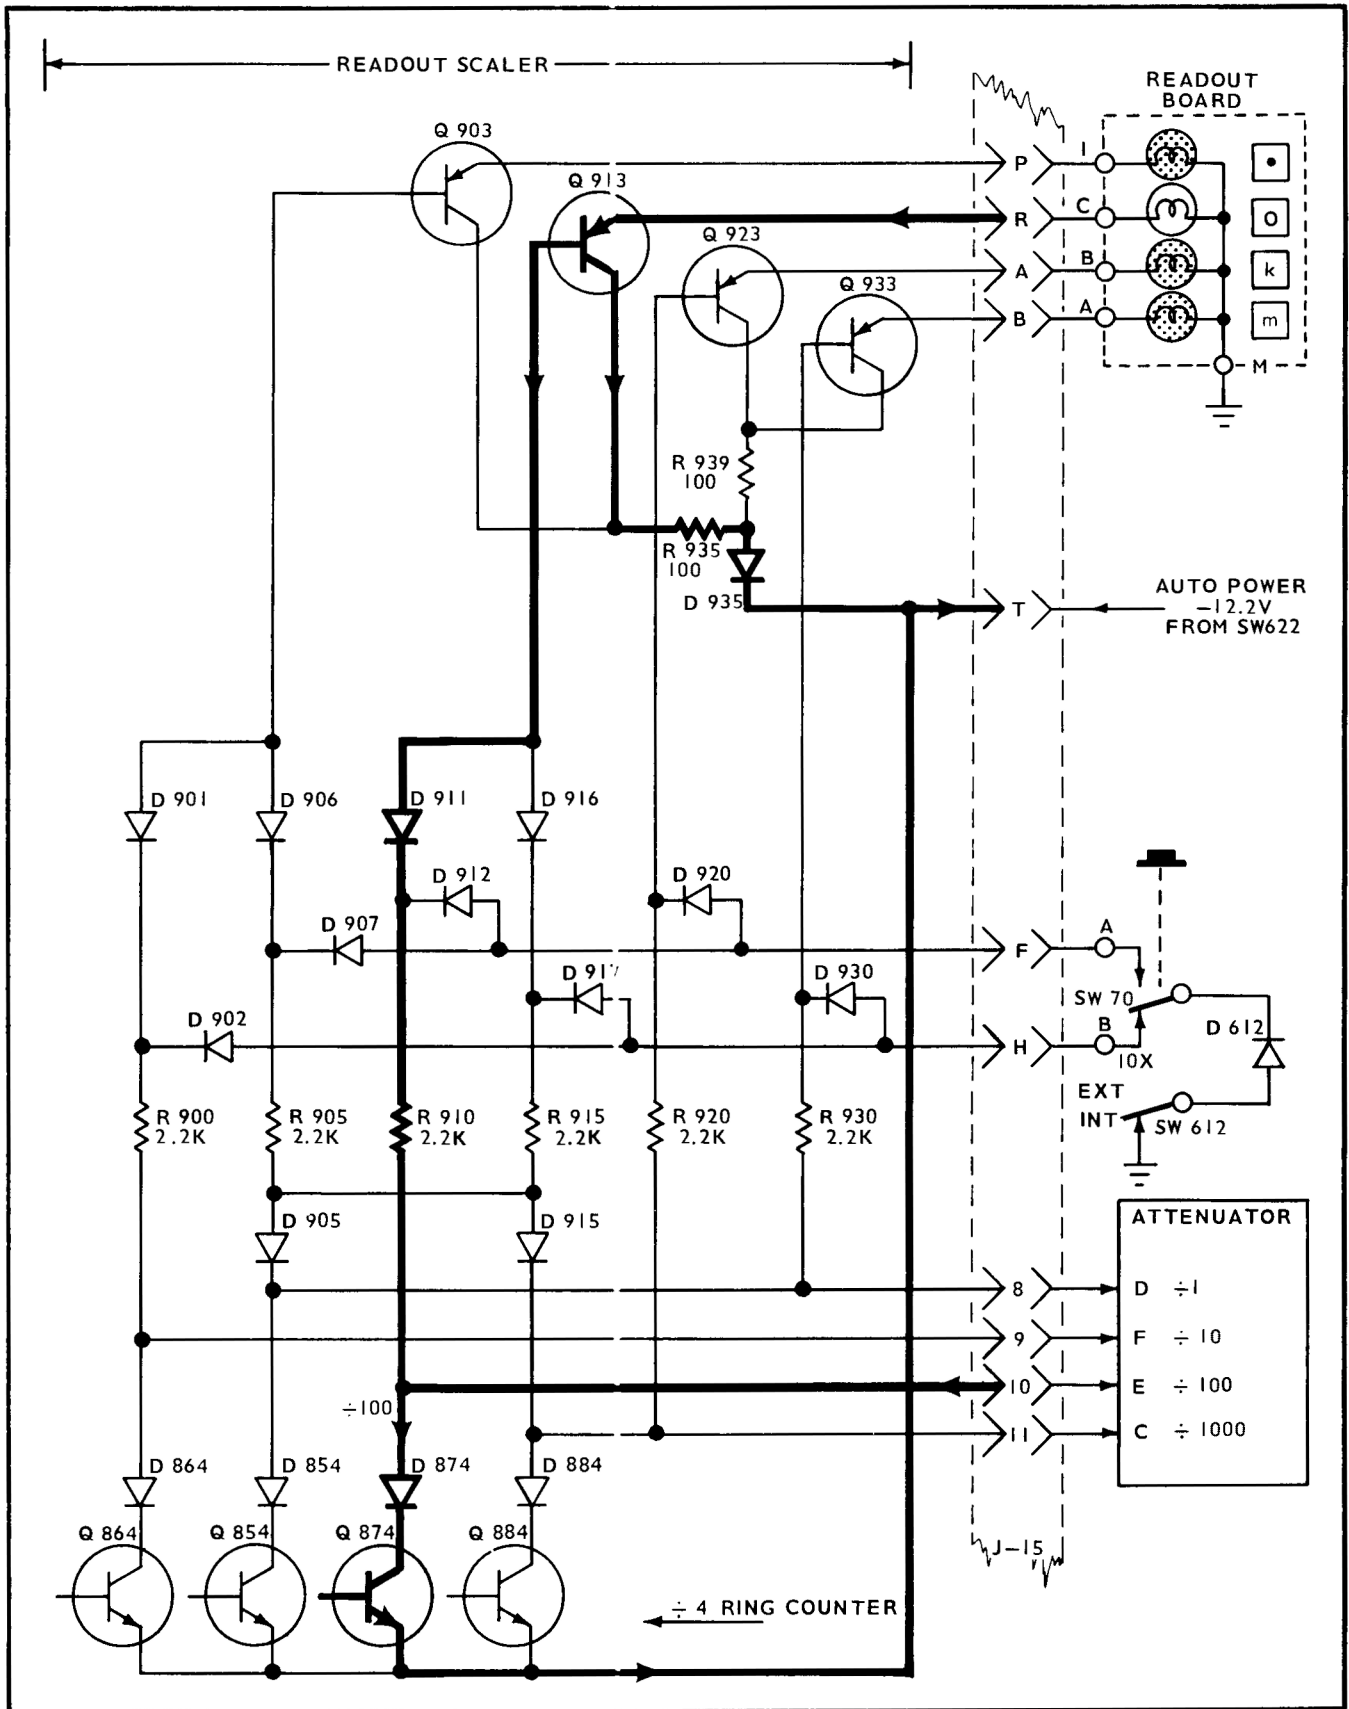 READOUT SCALER
READOUT
BOARD
Q 903
Q 913
Q 923
Q 933
P
I
R
C
O
A
B
k
B
A
m
M
R 939
100
R 935
100
D 935
T
AUTO POWER
-12.2V
FROM SW622
D 901
D 906
D 911
D 916
D 912
D 920
D 907
F
A
D 917
D 930
SW 70
D 902
H
B
10X
D 612
EXT
INT
SW 612
R 900
2.2K
R 905
2.2K
R 910
2.2K
R 915
2.2K
R 920
2.2K
R 930
2.2K
D 905
D 915
ATTENUATOR
8
D ÷1
9
F ÷ 10
10
E ÷ 100
÷100
11
C ÷ 1000
D 864
D 854
D 874
D 884
Q 864
Q 854
Q 874
Q 884
J-15
÷ 4 RING COUNTER